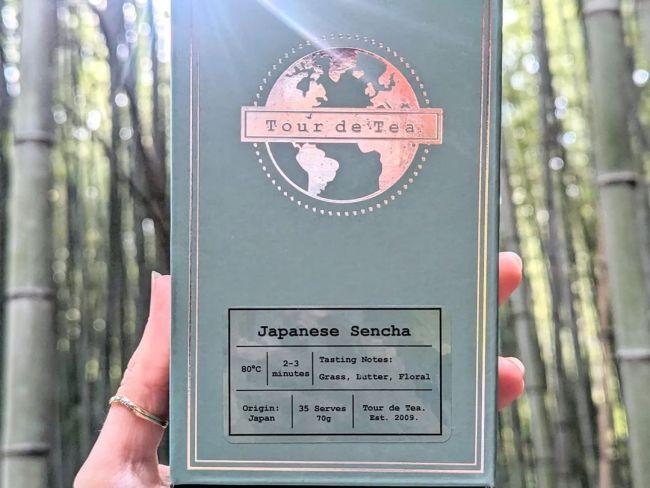 Tour de Tea.
Japanese Sencha
80°C
2-3
minutes
Tasting Notes:
Grass, Butter, Floral
Origin:
Japan
35 Serves
70g
Tour de Tea.
Est. 2009.